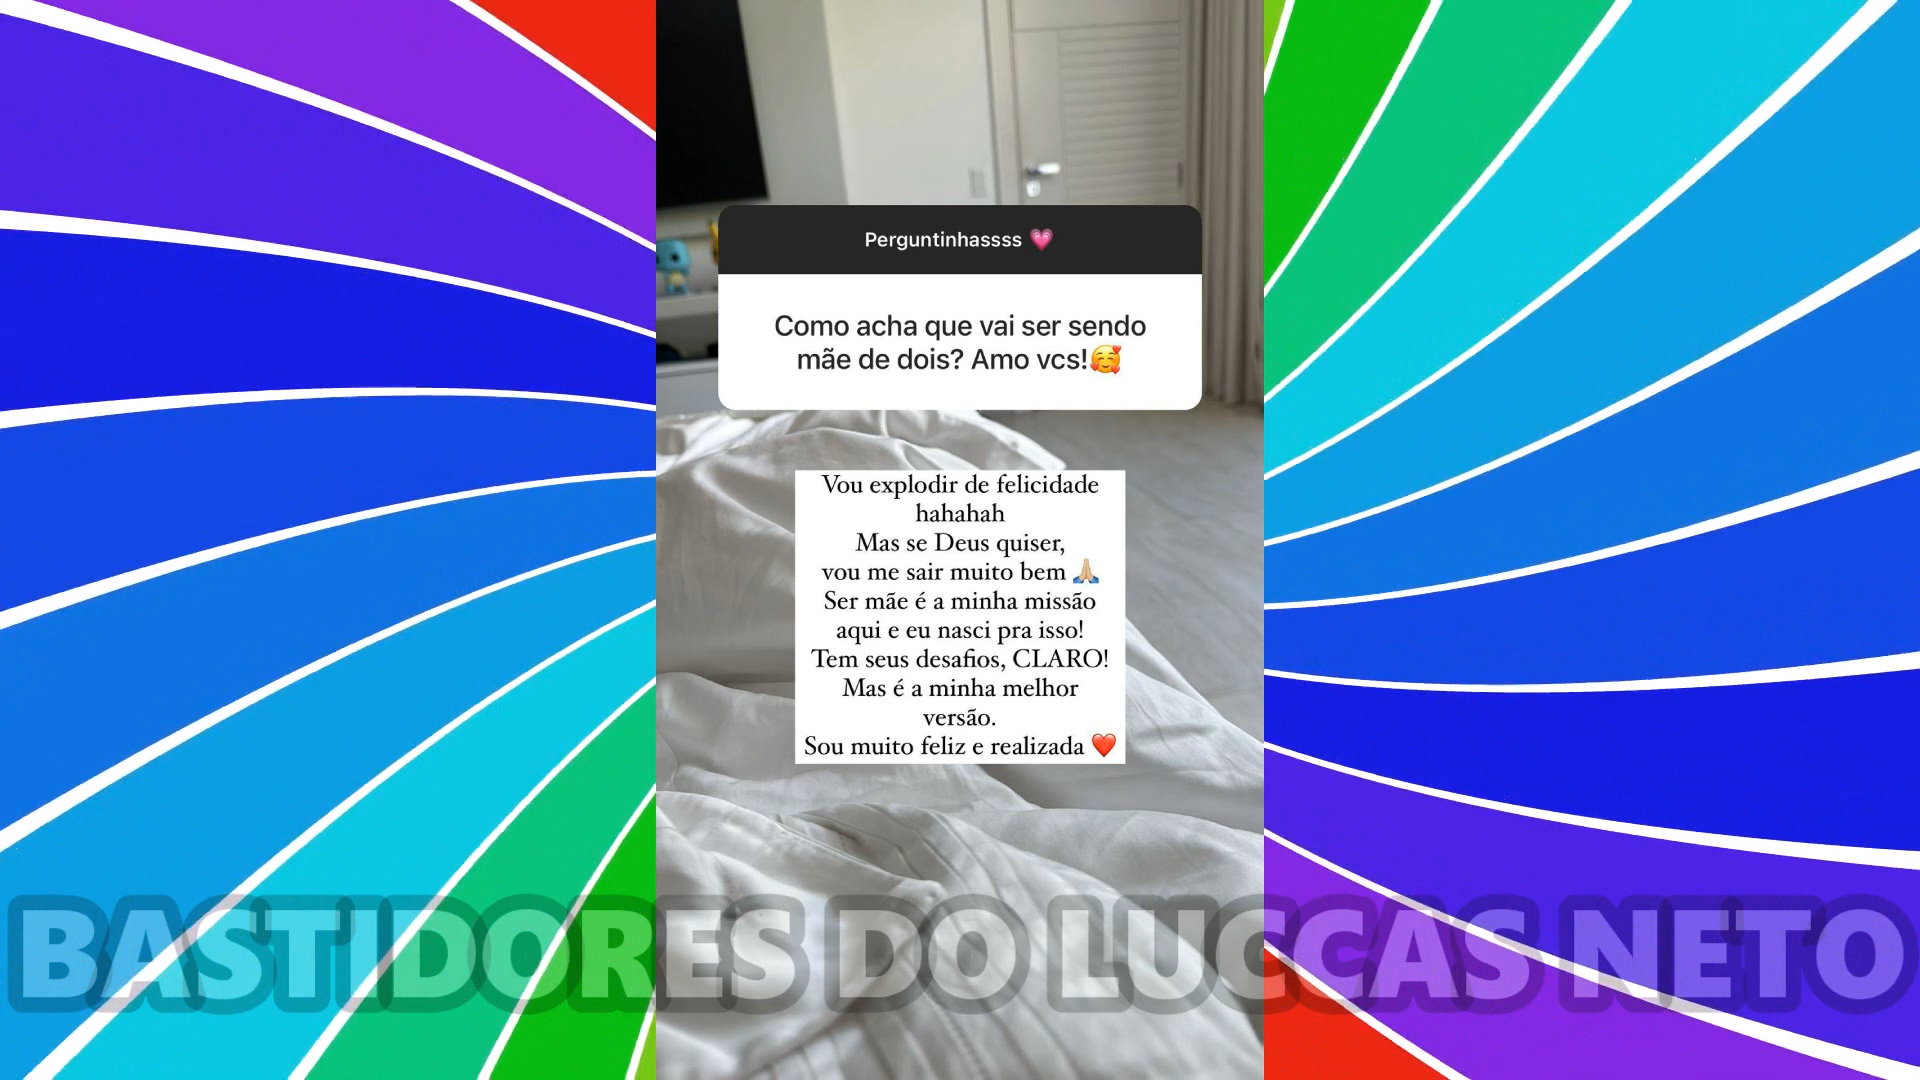 Perguntinhassss 💗
Como acha que vai ser sendo
mãe de dois? Amo vcs!🥰
Vou explodir de felicidade
hahahah
Mas se Deus quiser,
vou me sair muito bem 🙏🏼
Ser mãe é a minha missão
aqui e eu nasci pra isso!
Tem seus desafios, CLARO!
Mas é a minha melhor
versão.
Sou muito feliz e realizada ❤️
BASTIDORES DO LUCCAS NETO